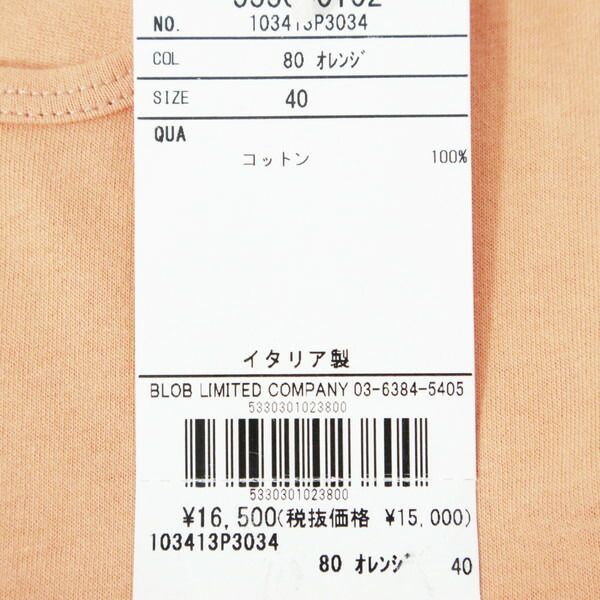 NO. 103413P3034
COL 80 オレンジ
SIZE 40
QUA
コットン 100%
イタリア製
BLOB LIMITED COMPANY 03-6384-5405
5330301023800
5330301023800
¥16,500(税抜価格 ¥15,000)
103413P3034
80 オレンジ 40